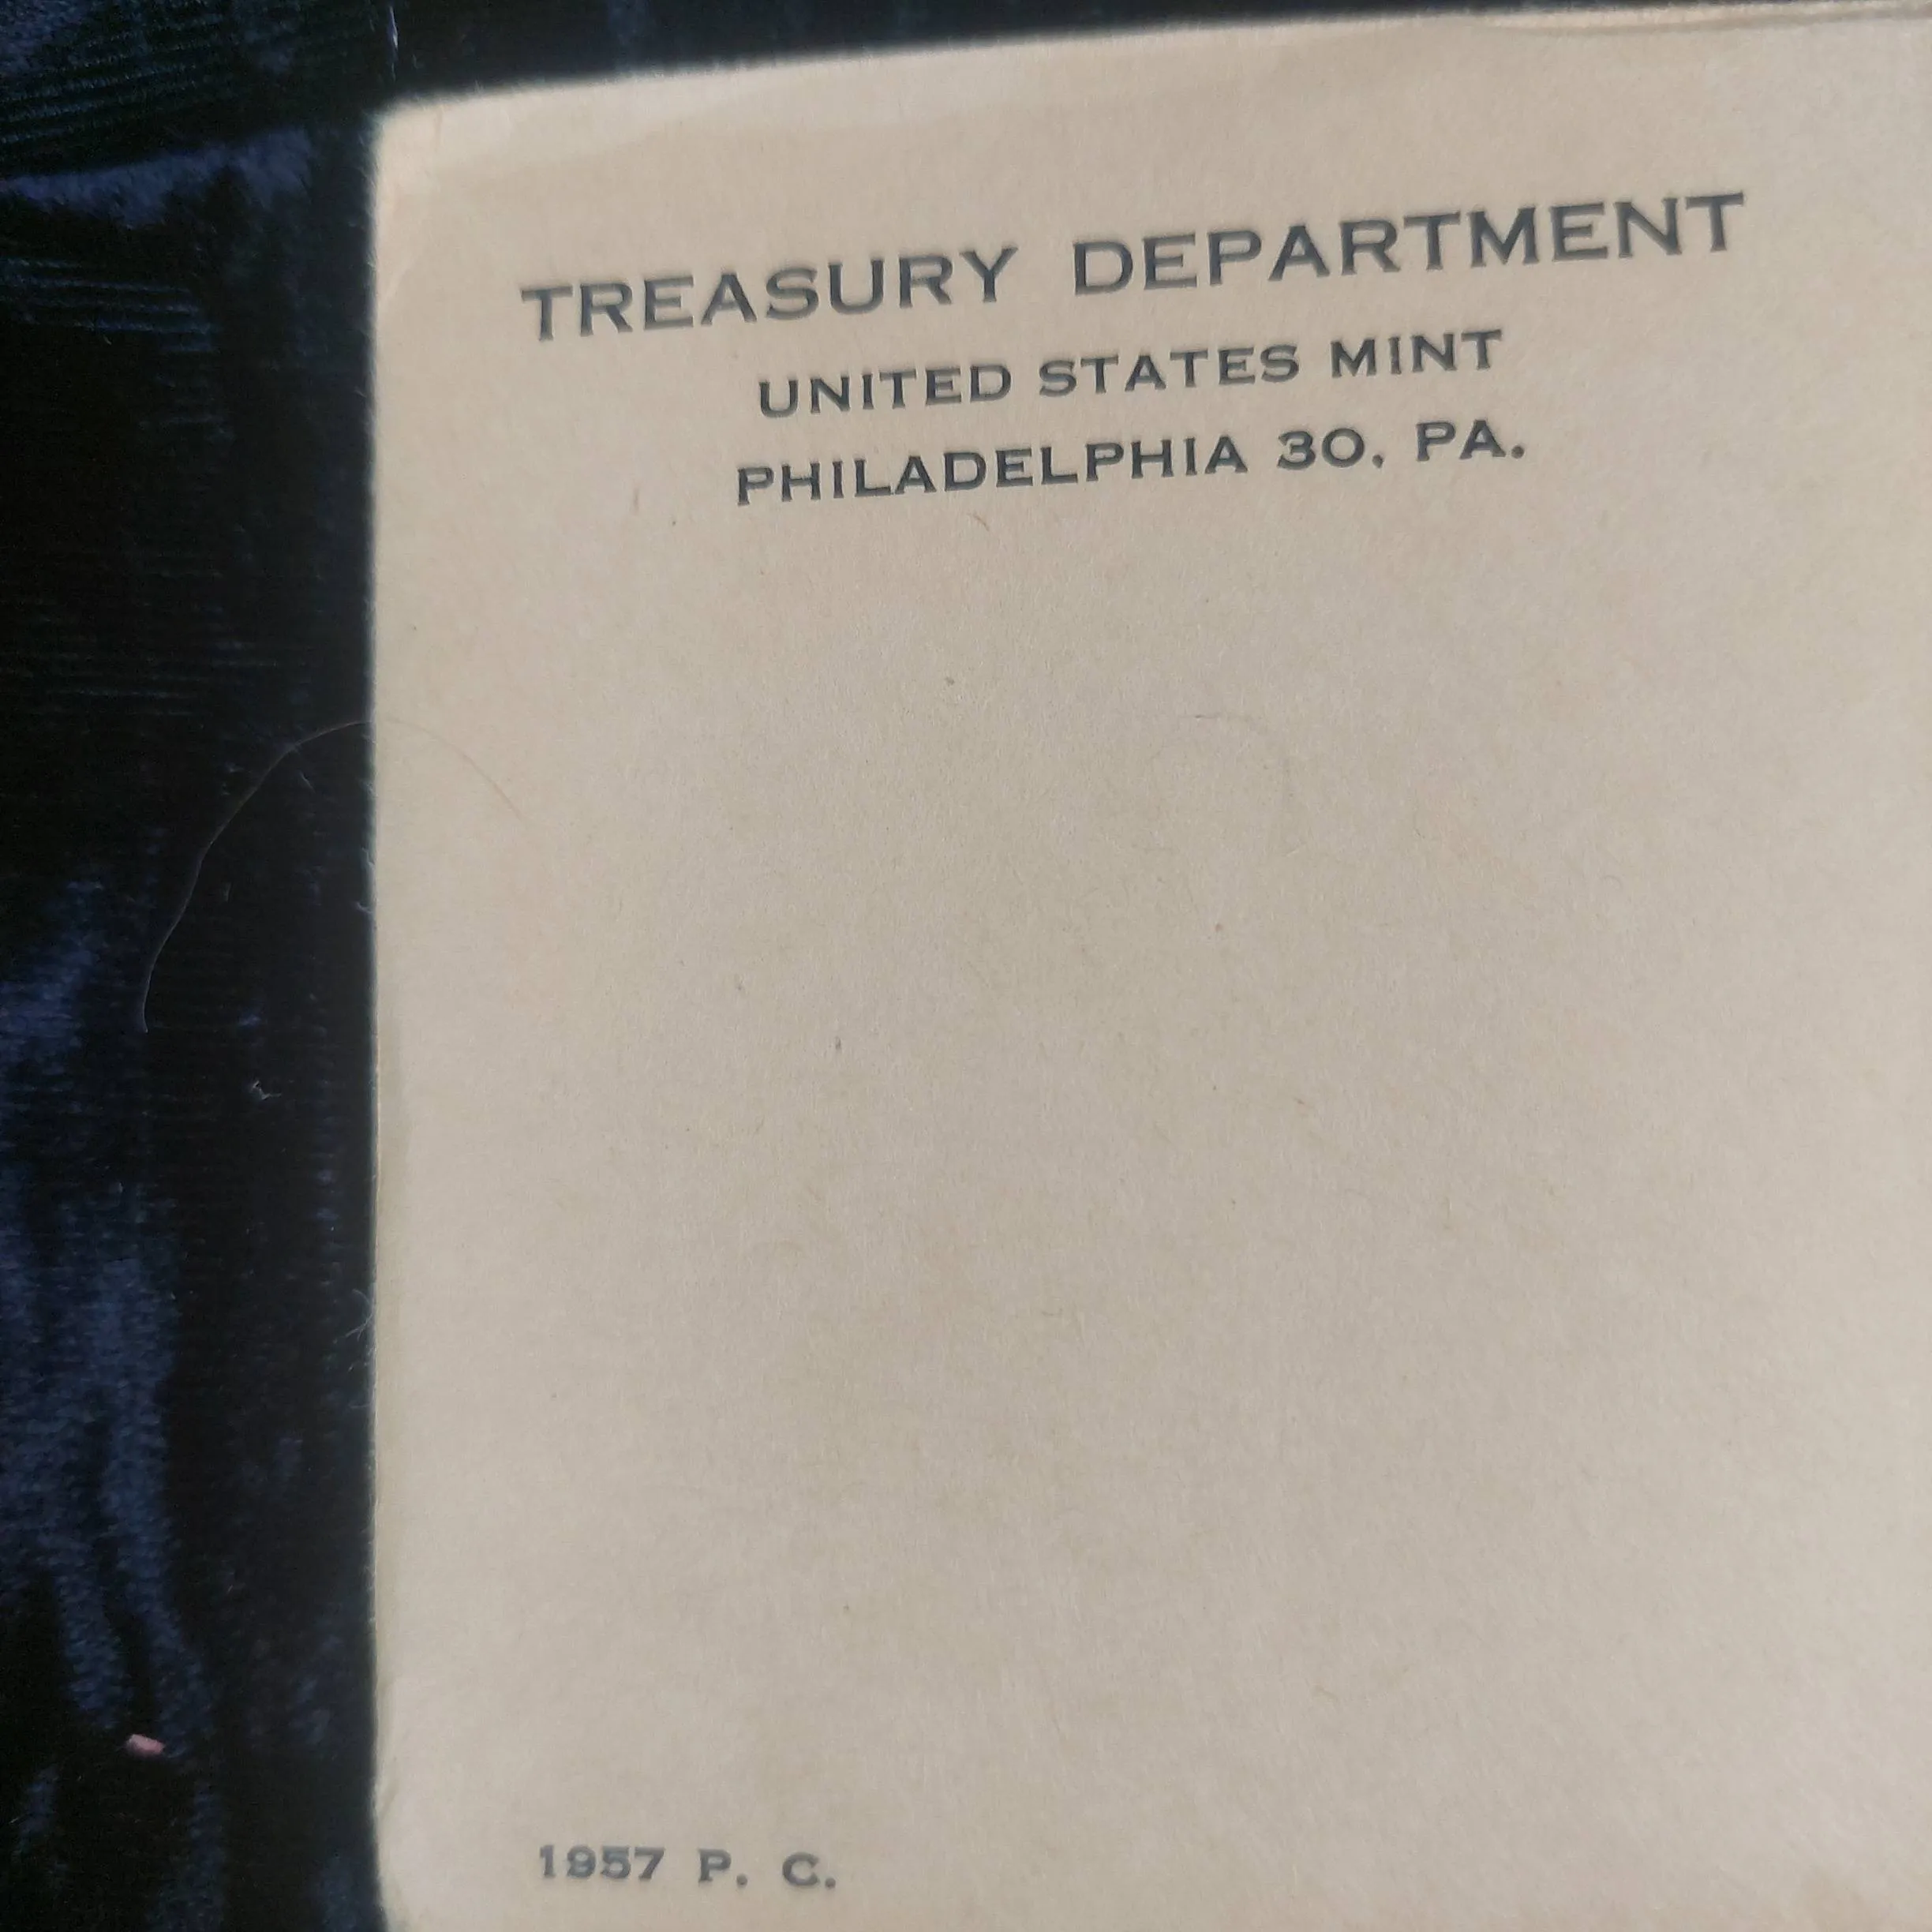 TREASURY DEPARTMENT
UNITED STATES MINT
PHILADELPHIA 30, PA.
1957 P. C.